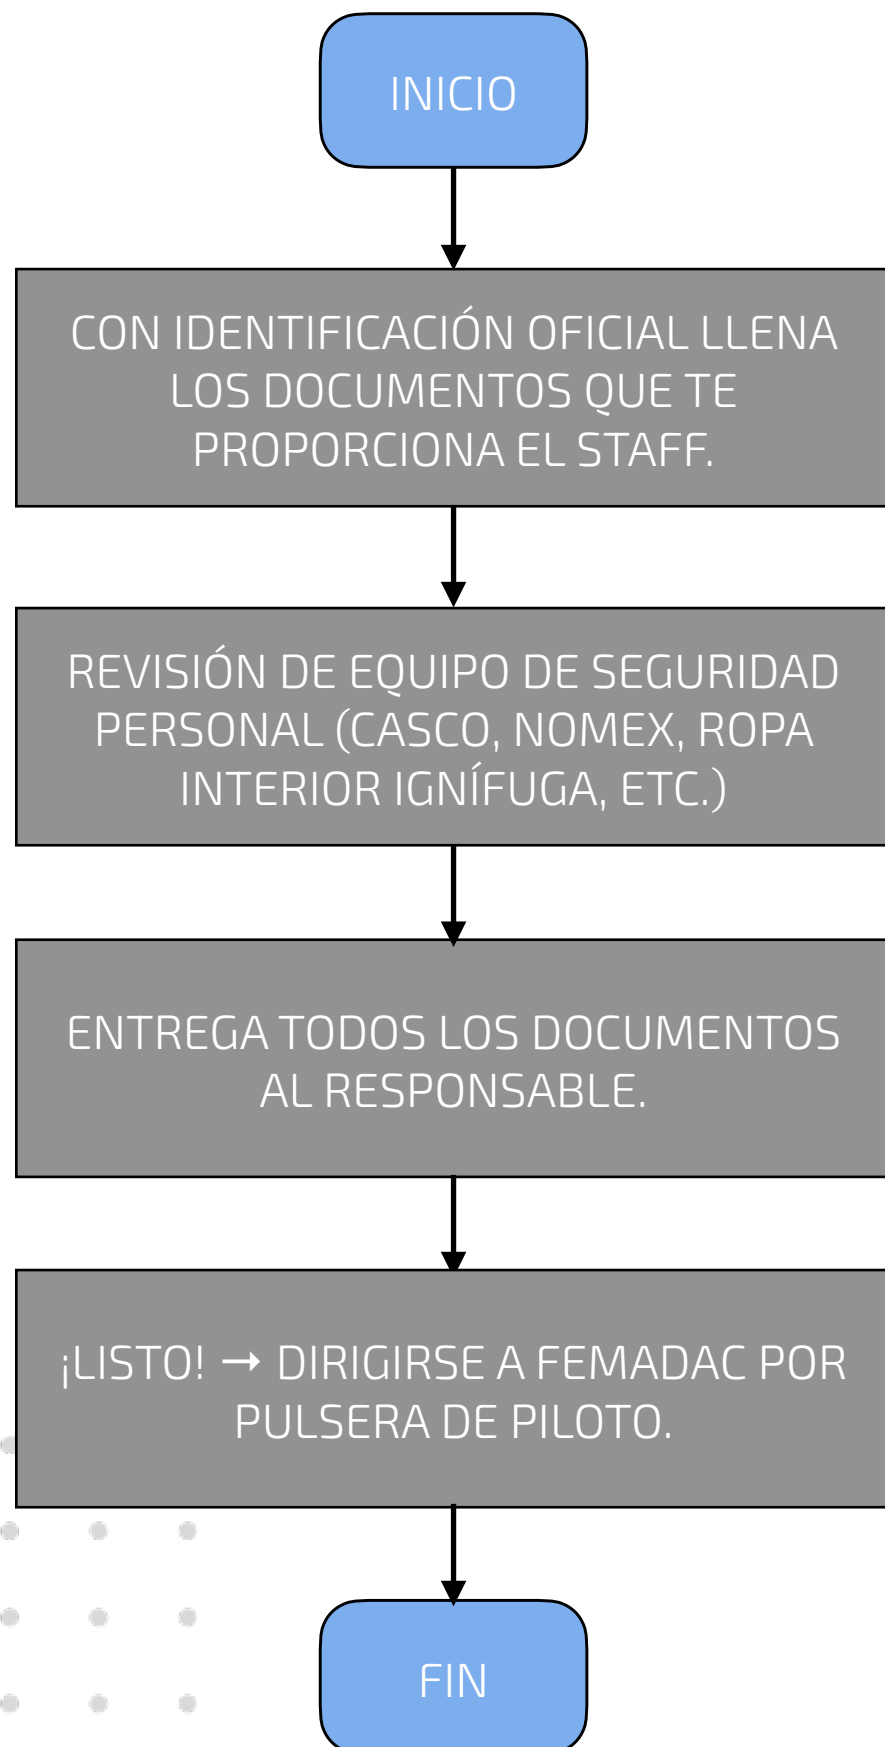 INICIO
CON IDENTIFICACIÓN OFICIAL LLENA
LOS DOCUMENTOS QUE TE
PROPORCIONA EL STAFF.
REVISIÓN DE EQUIPO DE SEGURIDAD
PERSONAL (CASCO, NOMEX, ROPA
INTERIOR IGNÍFUGA, ETC.)
ENTREGA TODOS LOS DOCUMENTOS
AL RESPONSABLE.
¡LISTO! → DIRIGIRSE A FEMADAC POR
PULSERA DE PILOTO.
FIN